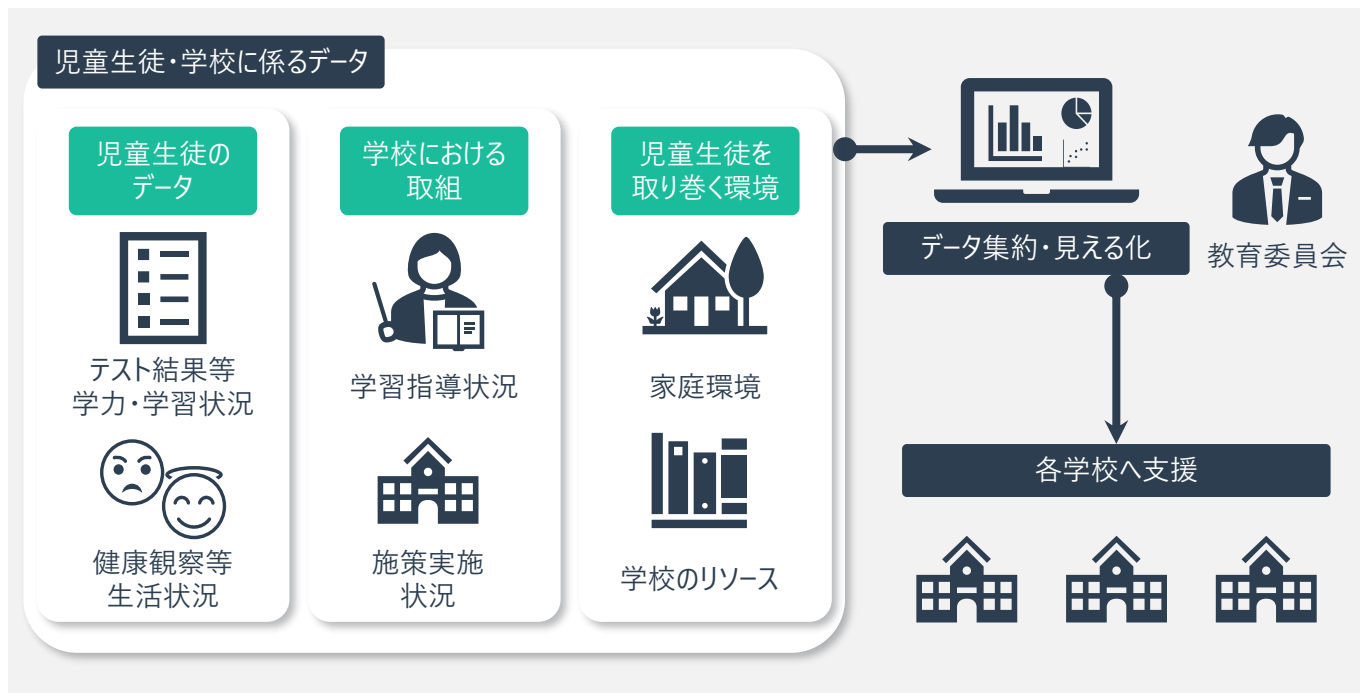 児童生徒・学校に係るデータ
児童生徒の
データ
テスト結果等
学力・学習状況
健康観察等
生活状況
学校における
取組
学習指導状況
施策実施
状況
児童生徒を
取り巻く環境
家庭環境
学校のリソース
データ集約・見える化
教育委員会
各学校へ支援